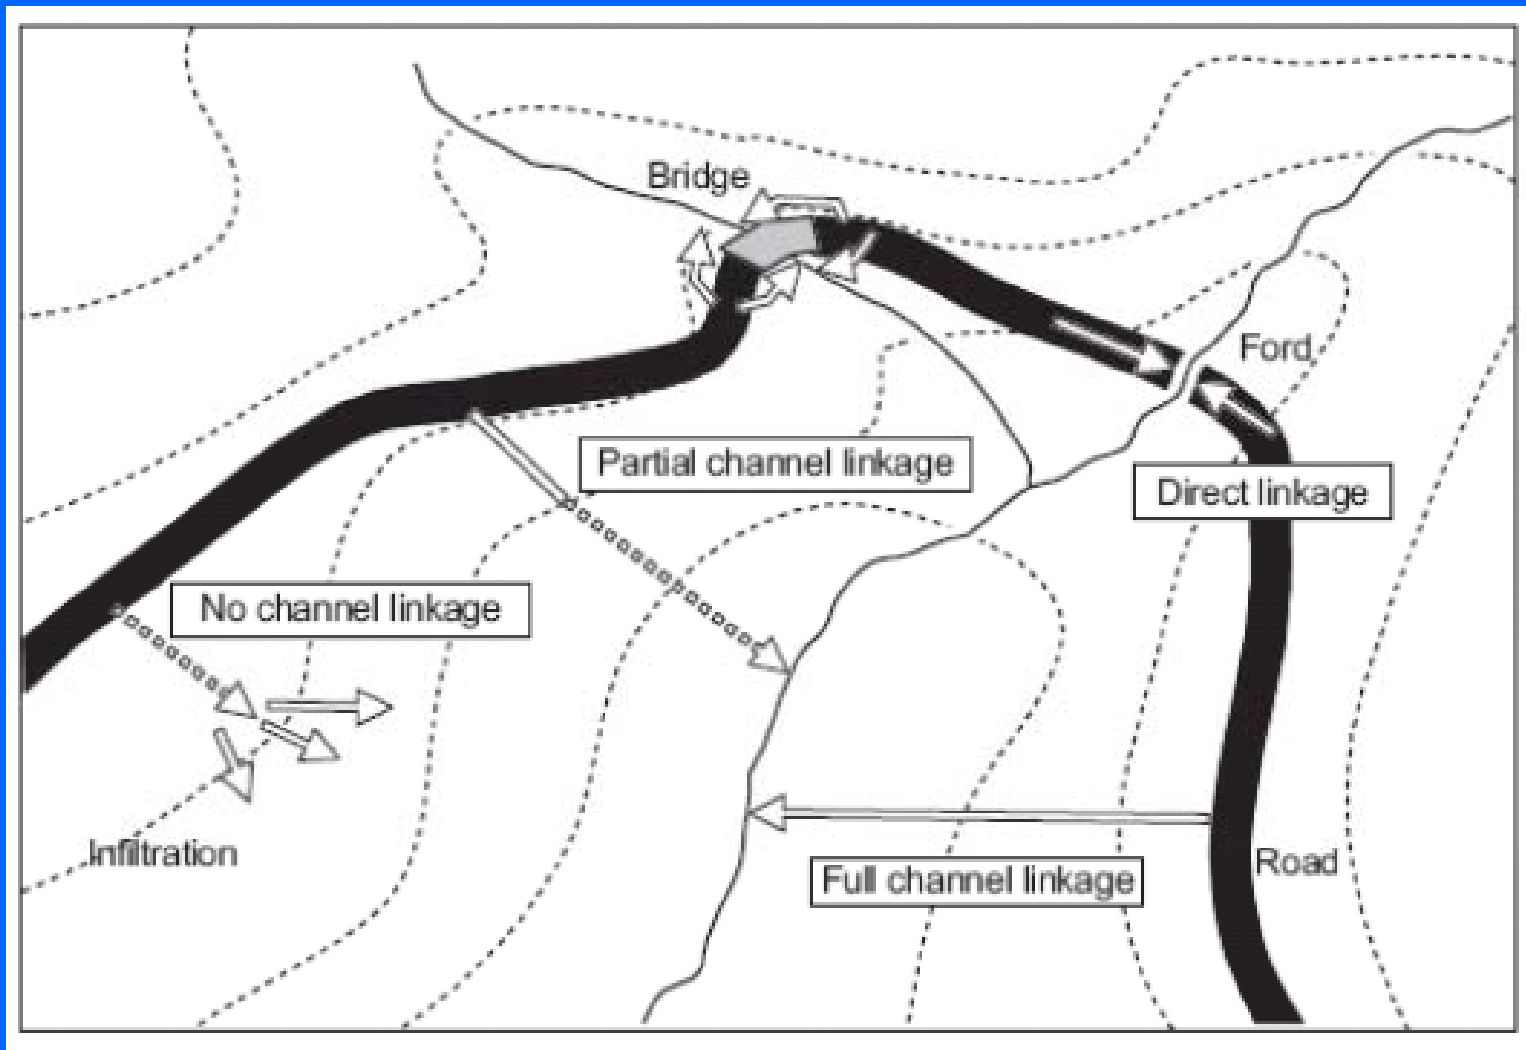 Bridge
Ford
Partial channel linkage
Direct linkage
No channel linkage
Infiltration
Road
Full channel linkage